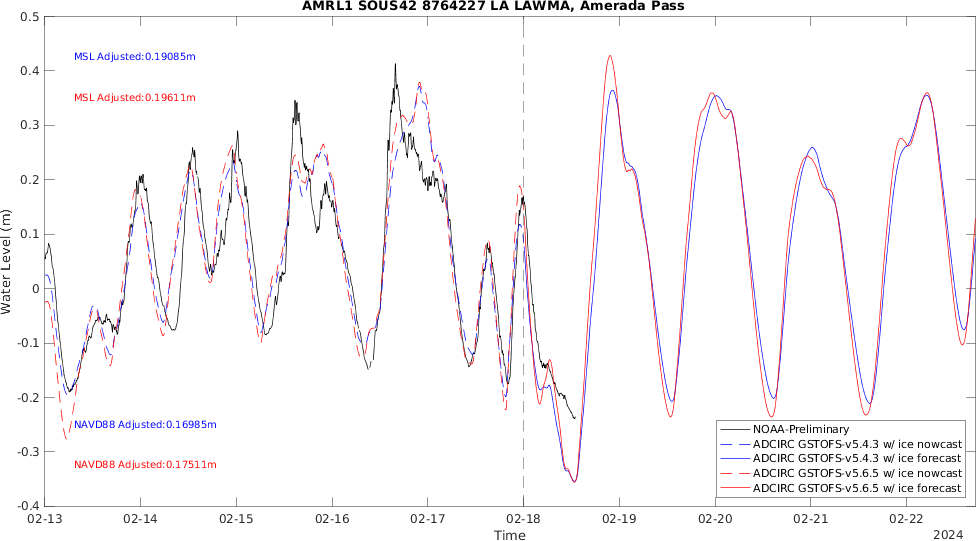 AMRL1 SOUS42 8764227 LA LAWMA, Amerada Pass
0.5
0.4
0.3
0.2
0.1
0
-0.1
-0.2
-0.3
-0.4
Water Level (m)
MSL Adjusted:0.19085m
MSL Adjusted:0.19611m
NAVD88 Adjusted:0.16985m
NAVD88 Adjusted:0.17511m
NOAA-Preliminary
ADCIRC GSTOFS-v5.4.3 w/ ice nowcast
ADCIRC GSTOFS-v5.4.3 w/ ice forecast
ADCIRC GSTOFS-v5.6.5 w/ ice nowcast
ADCIRC GSTOFS-v5.6.5 w/ ice forecast
02-13 02-14 02-15 02-16 02-17 02-18 02-19 02-20 02-21 02-22
Time
2024